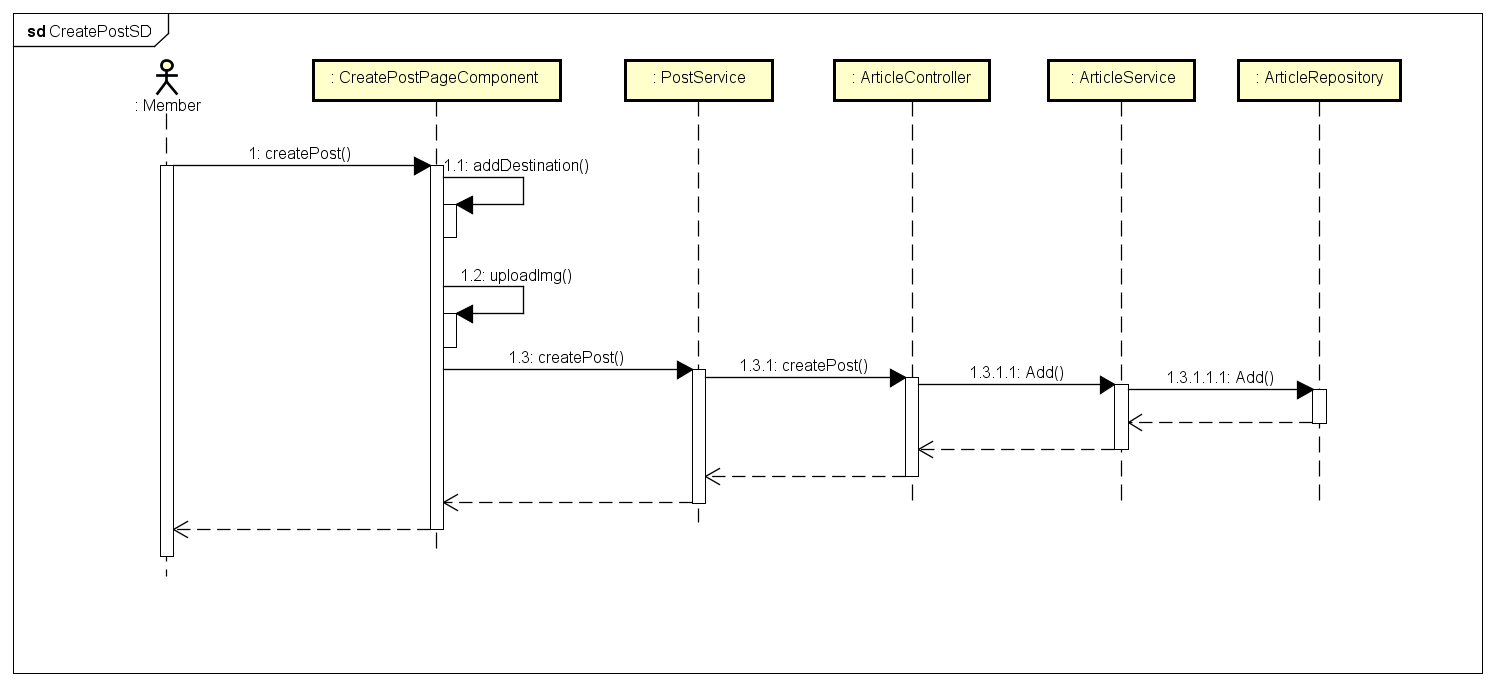 sd CreatePostSD
: Member
: CreatePostPageComponent
: PostService
: ArticleController
: ArticleService
: ArticleRepository
1: createPost()
1.1: addDestination()
1.2: uploadImg()
1.3: createPost()
1.3.1: createPost()
1.3.1.1: Add()
1.3.1.1.1: Add()